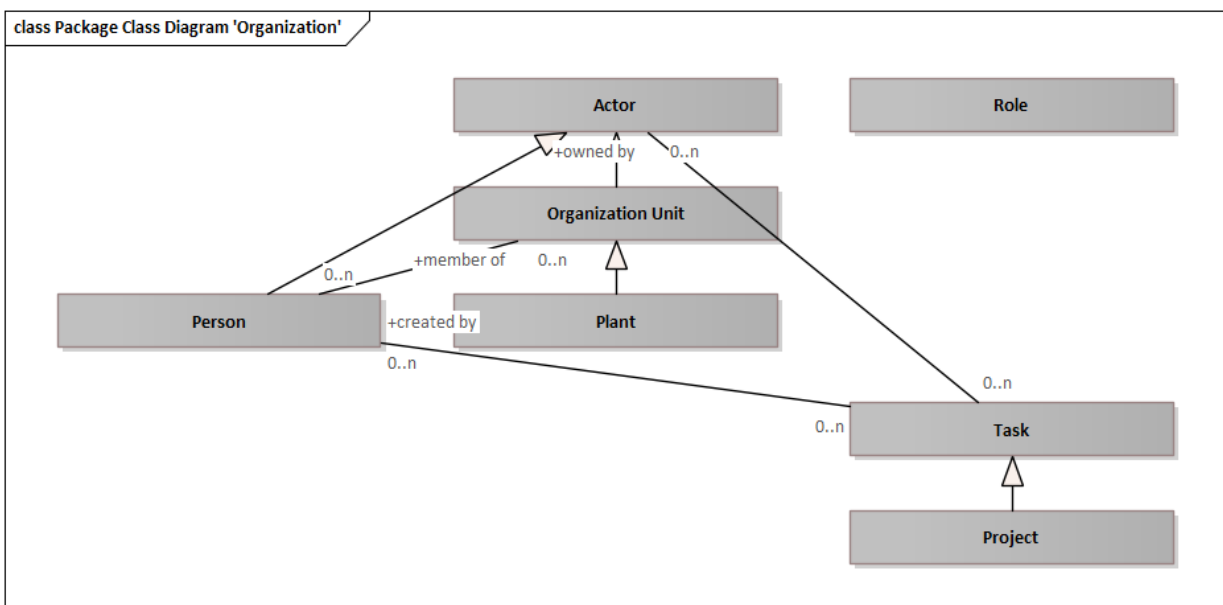 class Package Class Diagram 'Organization'
Actor
Role
+owned by
0..n
Organization Unit
+member of
0..n
0..n
Person
+created by
Plant
0..n
0..n
0..n
Task
Project